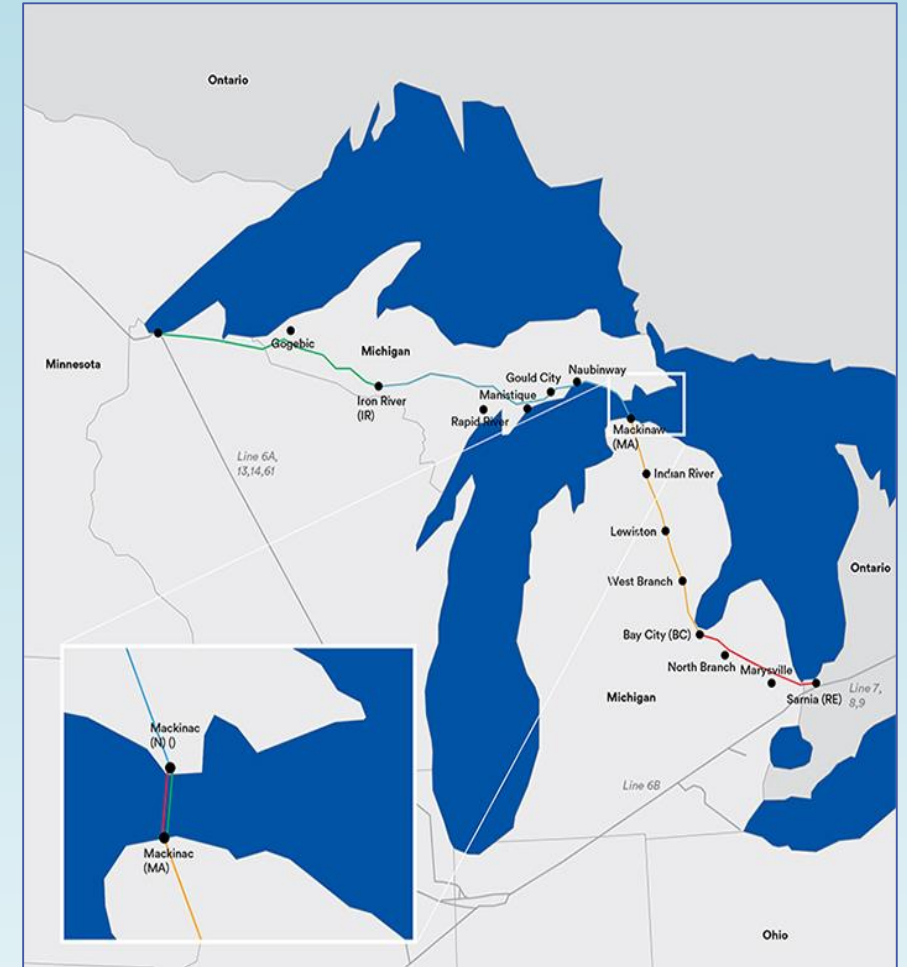 Ontario
Gogebic
Michigan
Minnesota
Naubinway
Gould City
Manistique
Iron River
(IR)
Rapid River
Mackinaw
(MA)
Line 6A,
13,14,61
Indian River
Lewiston
Ontario
West Branch
Bay City (BC)
North Branch
Marysville
Michigan
Sarnia (RE)
Line 7,
8,9
Mackinac
(N) ()
Line 6B
Mackinac
(MA)
Ohio